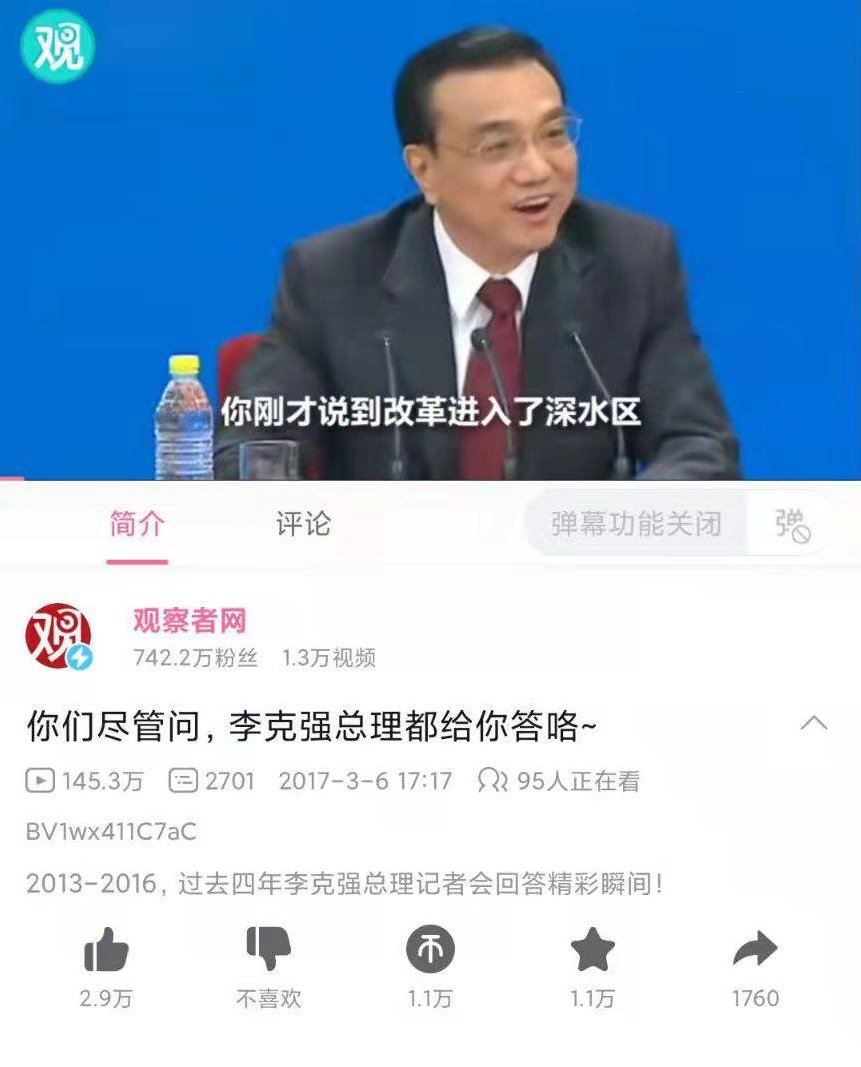 观
你刚才说到改革进入了深水区
简介 评论 弹幕功能关闭 弹
观
观察者网
742.2万粉丝 1.3万视频
你们尽管问，李克强总理都给你答咯~
145.3万 2701 2017-3-6 17:17 95人正在看
BV1wx411C7aC
2013-2016，过去四年李克强总理记者会回答精彩瞬间！
2.9万 不喜欢 1.1万 1.1万 1760